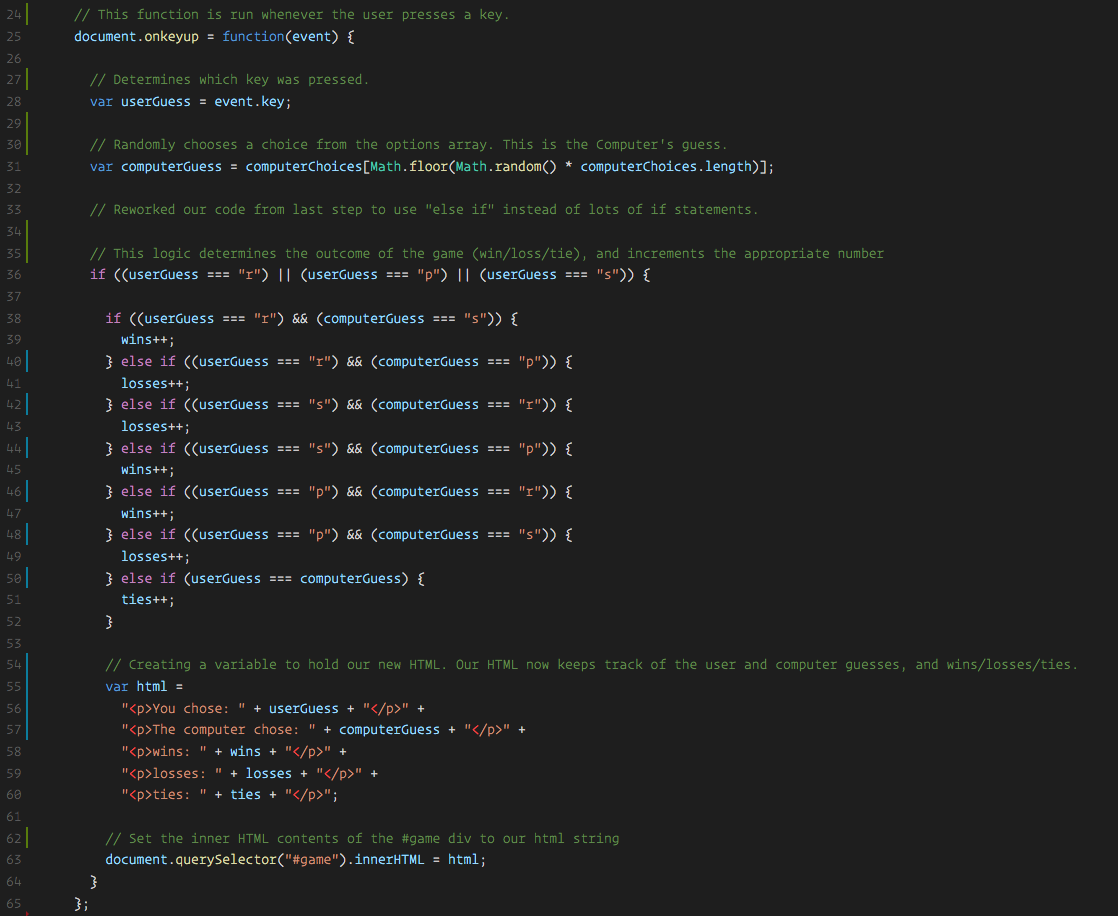 24 // This function is run whenever the user presses a key.
25 document.onkeyup = function(event) {
26
27 // Determines which key was pressed.
28 var userGuess = event.key;
29
30 // Randomly chooses a choice from the options array. This is the Computer's guess.
31 var computerGuess = computerChoices[Math.floor(Math.random() * computerChoices.length)];
32
33 // Reworked our code from last step to use "else if" instead of lots of if statements.
34
35 // This logic determines the outcome of the game (win/loss/tie), and increments the appropriate number
36 if ((userGuess === "r") || (userGuess === "p") || (userGuess === "s")) {
37
38 if ((userGuess === "r") && (computerGuess === "s")) {
39 wins++;
40 } else if ((userGuess === "r") && (computerGuess === "p")) {
41 losses++;
42 } else if ((userGuess === "s") && (computerGuess === "r")) {
43 losses++;
44 } else if ((userGuess === "s") && (computerGuess === "p")) {
45 wins++;
46 } else if ((userGuess === "p") && (computerGuess === "r")) {
47 wins++;
48 } else if ((userGuess === "p") && (computerGuess === "s")) {
49 losses++;
50 } else if (userGuess === computerGuess) {
51 ties++;
52 }
53
54 // Creating a variable to hold our new HTML. Our HTML now keeps track of the user and computer guesses, and wins/losses/ties.
55 var html =
56 "<p>You chose: " + userGuess + "</p>" +
57 "<p>The computer chose: " + computerGuess + "</p>" +
58 "<p>wins: " + wins + "</p>" +
59 "<p>losses: " + losses + "</p>" +
60 "<p>ties: " + ties + "</p>";
61
62 // Set the inner HTML contents of the #game div to our html string
63 document.querySelector("#game").innerHTML = html;
64 }
65 };